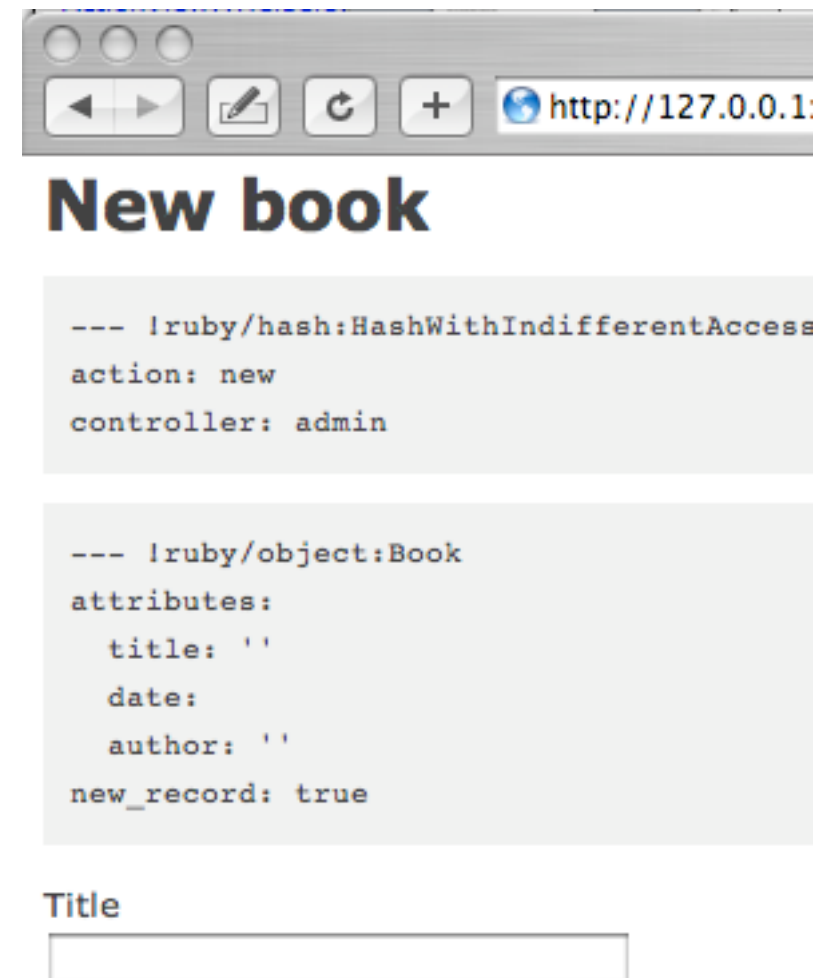 http://127.0.0.1:
New book
--- !ruby/hash:HashWithIndifferentAccess
action: new
controller: admin
--- !ruby/object:Book
attributes:
  title: ''
  date:
  author: ''
new_record: true
Title